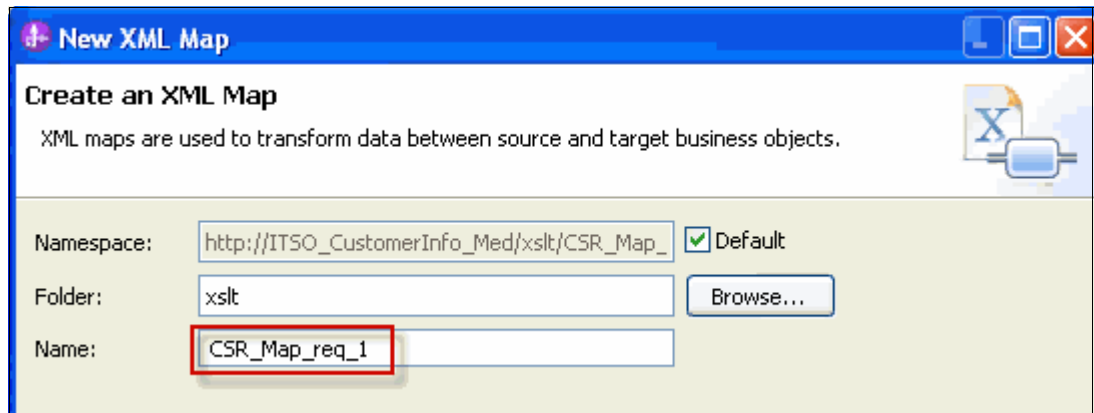 New XML Map
Create an XML Map
XML maps are used to transform data between source and target business objects.
Namespace: http://ITSO_CustomerInfo_Med/xslt/CSR_Map_ Default
Folder: xslt Browse...
Name: CSR_Map_req_1